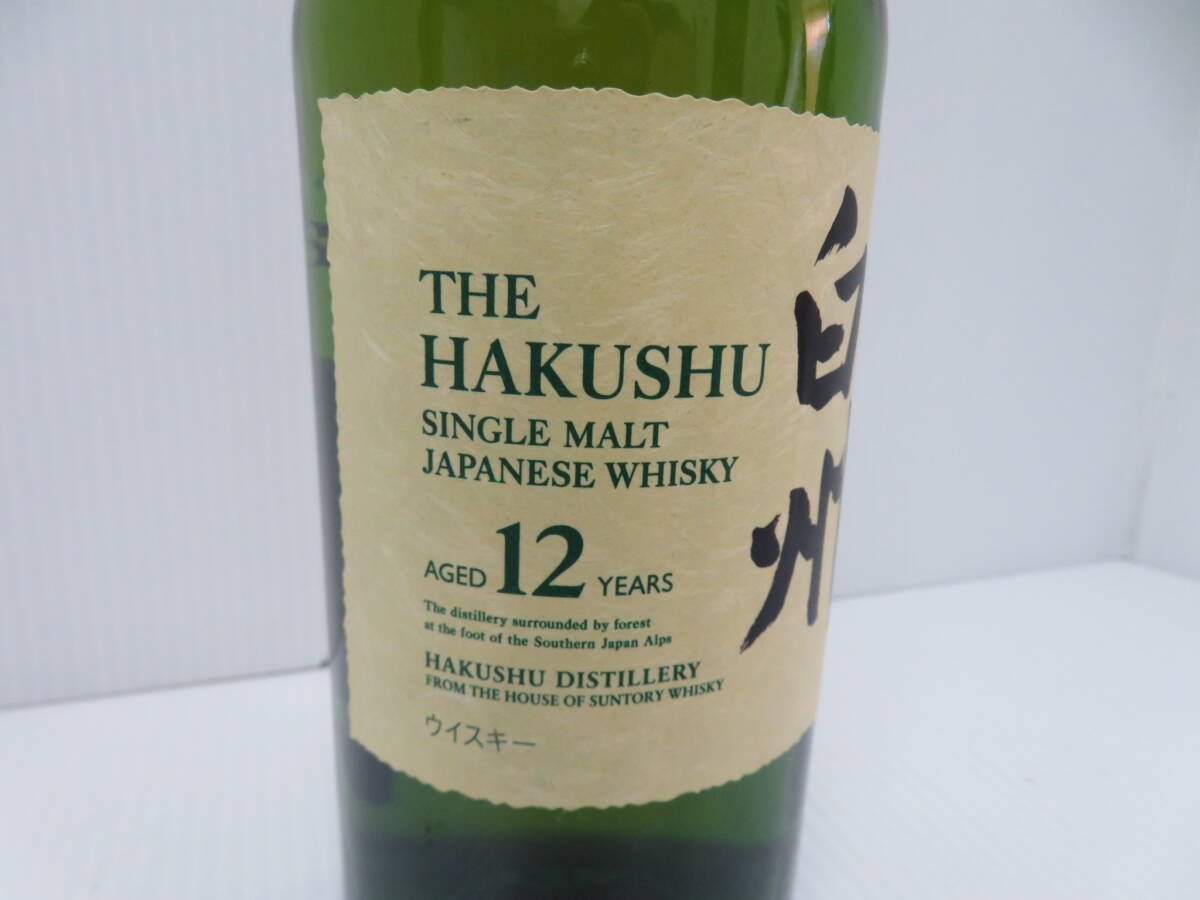 THE
HAKUSHU
SINGLE MALT
JAPANESE WHISKY
AGED 12 YEARS
The distillery surrounded by forest
at the foot of the Southern Japan Alps
HAKUSHU DISTILLERY
FROM THE HOUSE OF SUNTORY WHISKY
ウイスキー
白州